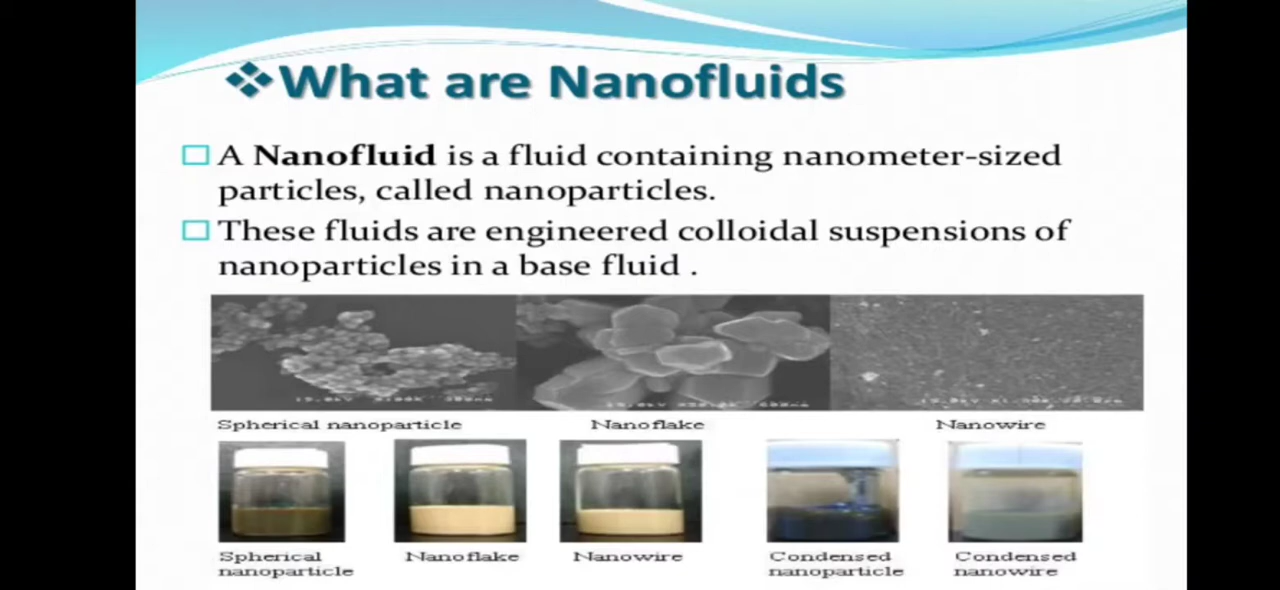 ❖What are Nanofluids
□ A Nanofluid is a fluid containing nanometer-sized
particles, called nanoparticles.
□ These fluids are engineered colloidal suspensions of
nanoparticles in a base fluid .
Spherical nanoparticle Nanoflake Nanowire
Spherical nanoparticle
Nanoflake
Nanowire
Condensed nanoparticle
Condensed nanowire